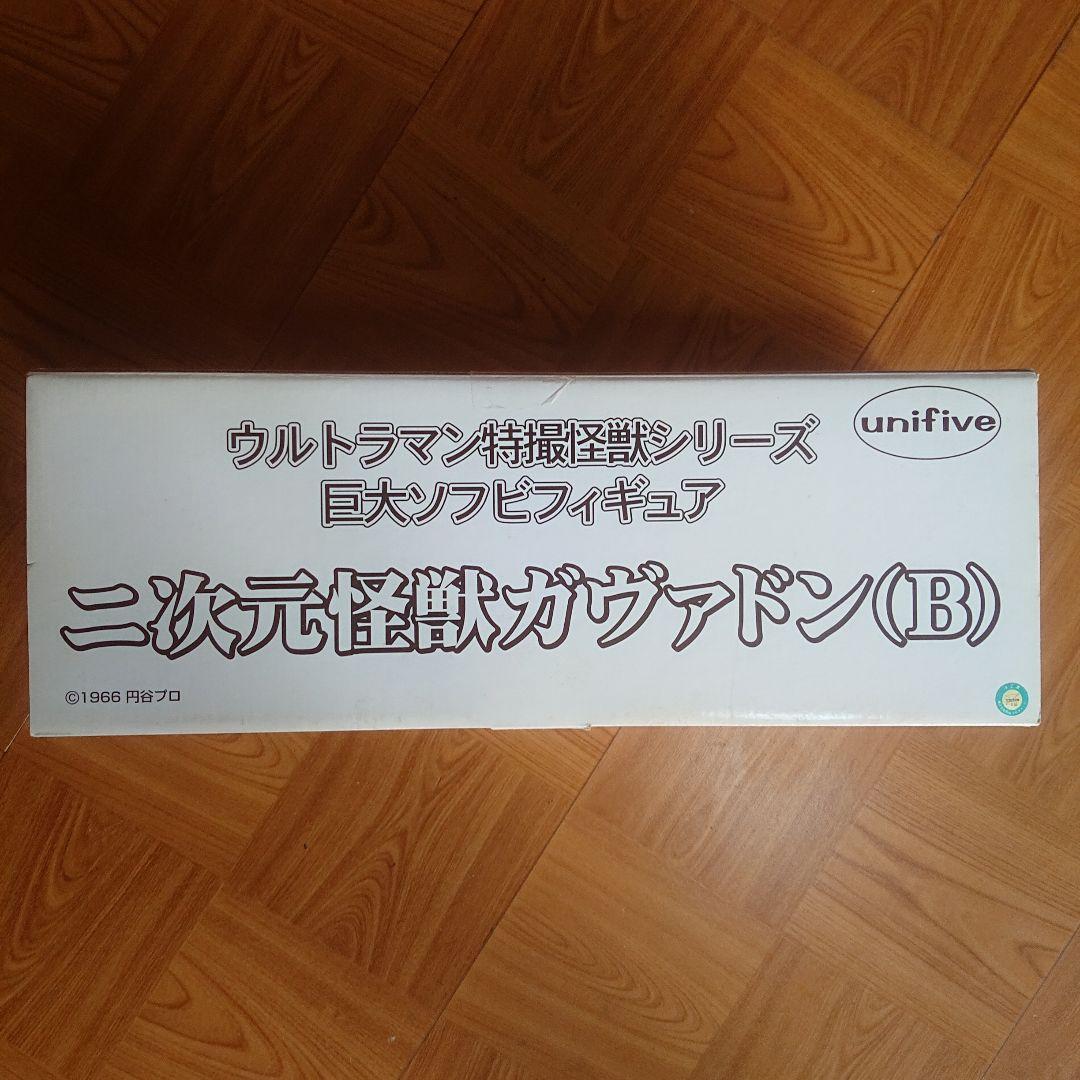 unifive
ウルトラマン特撮怪獣シリーズ
巨大ソフビフィギュア
二次元怪獣ガヴァドン(B)
©1966 円谷プロ